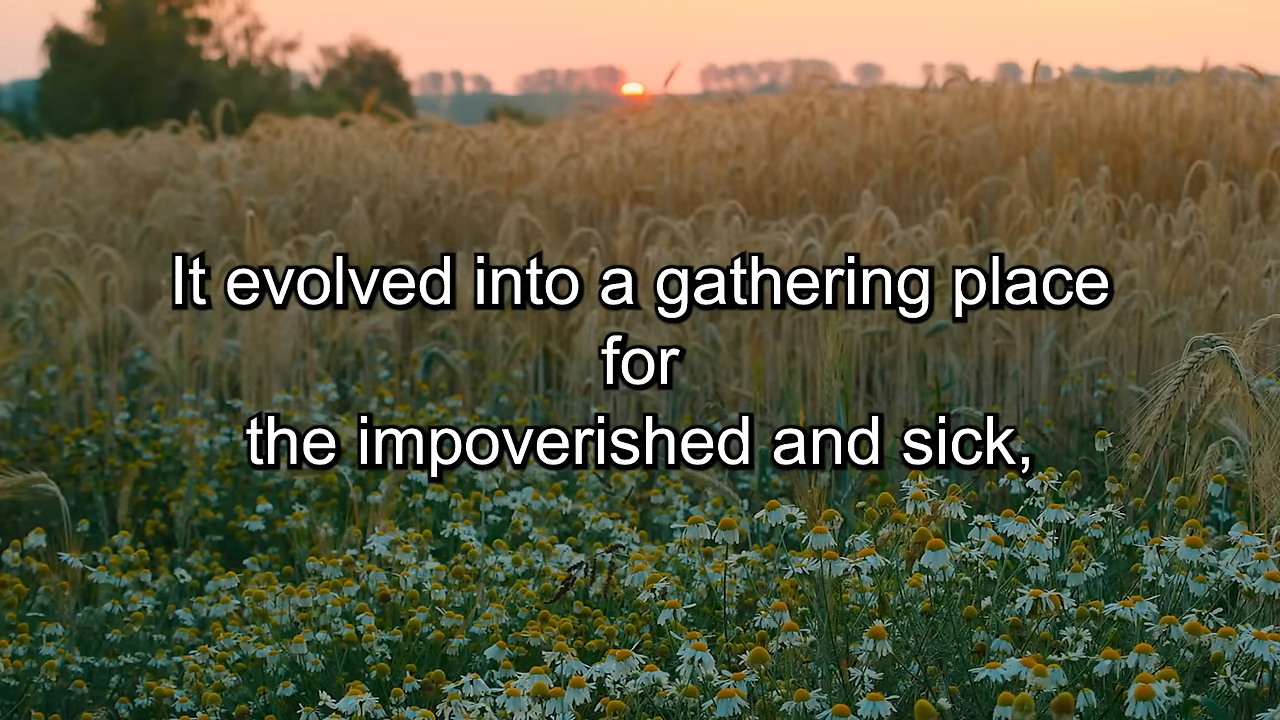 It evolved into a gathering place
for
the impoverished and sick,